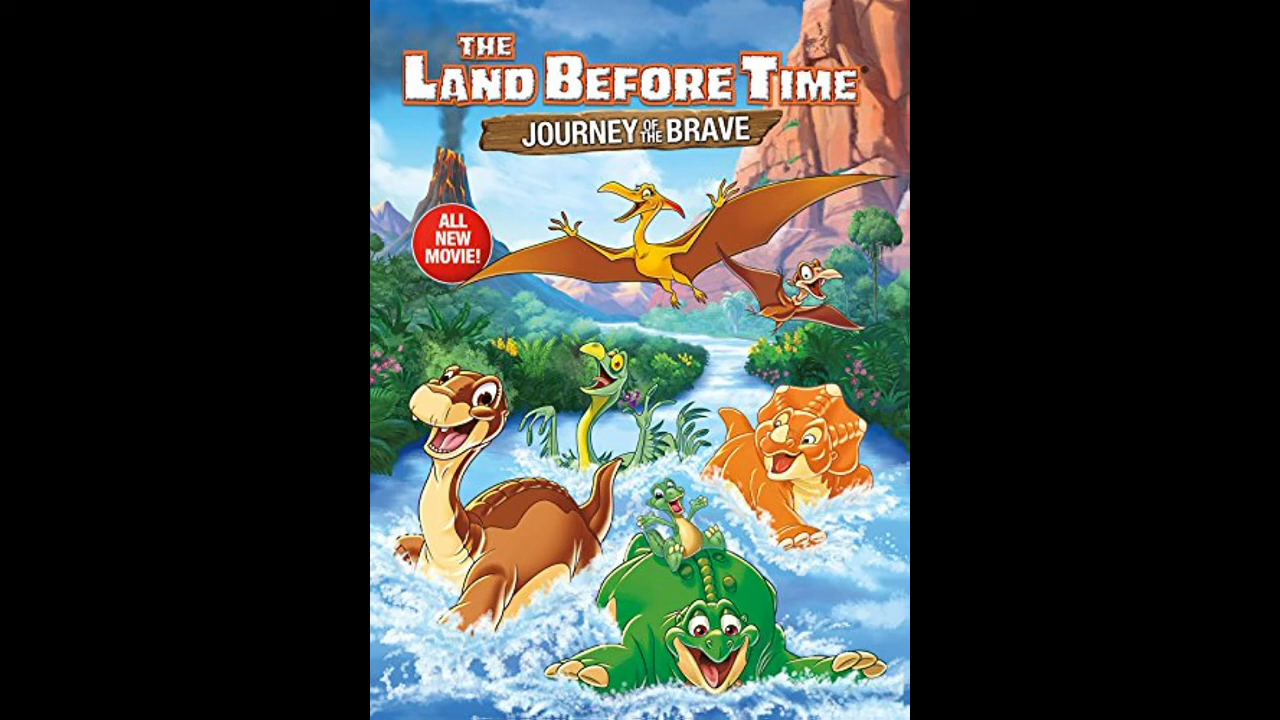 THE
LAND BEFORE TIME
JOURNEY OF THE BRAVE
ALL
NEW
MOVIE!